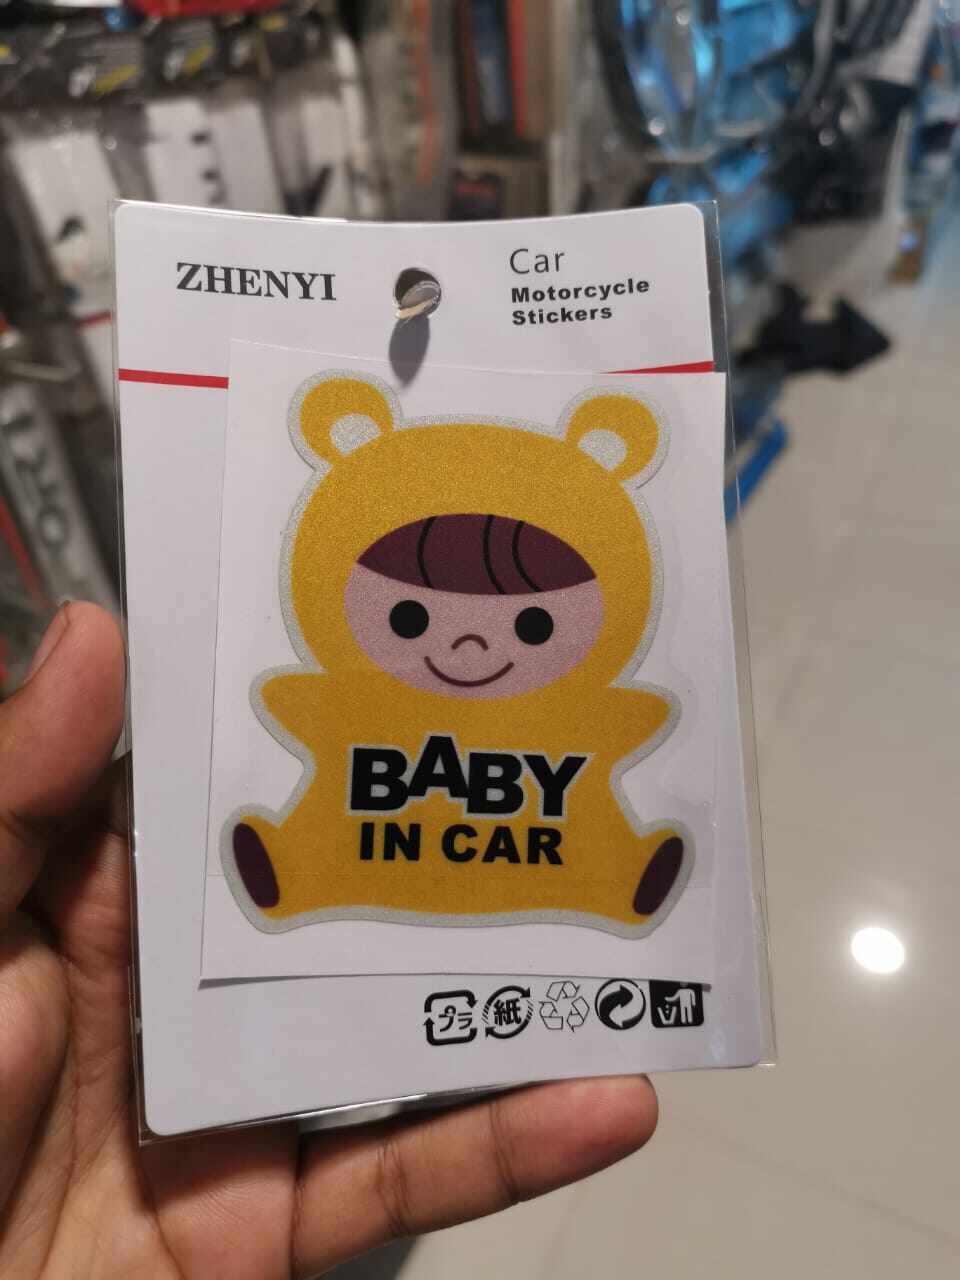 ZHENYI
Car
Motorcycle
Stickers
BABY
IN CAR
プラ
紙